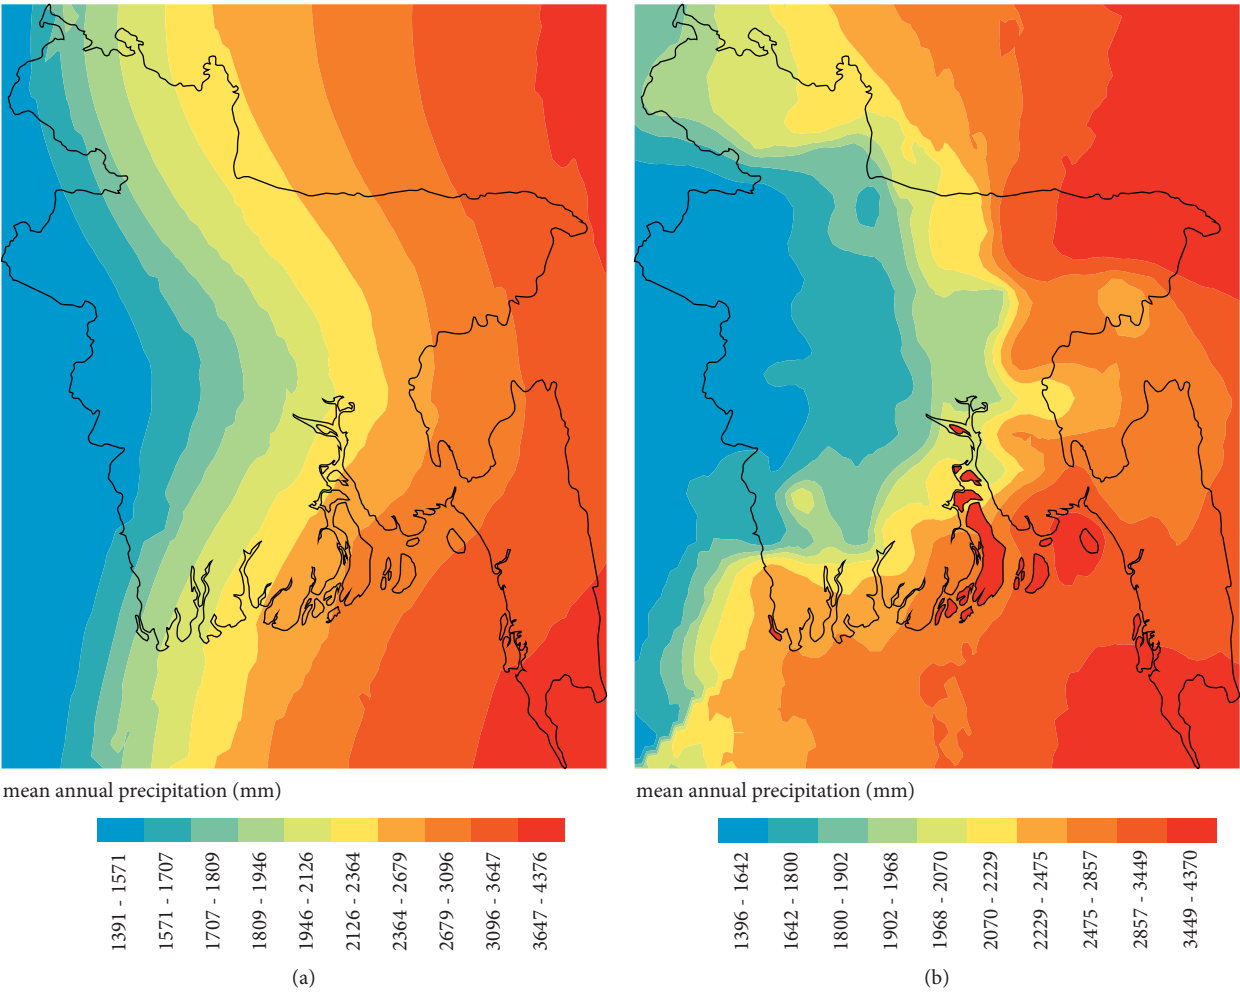 mean annual precipitation (mm)
1391 - 1571
1571 - 1707
1707 - 1809
1809 - 1946
1946 - 2126
2126 - 2364
2364 - 2679
2679 - 3096
3096 - 3647
3647 - 4376
(a)
mean annual precipitation (mm)
1396 - 1642
1642 - 1800
1800 - 1902
1902 - 1968
1968 - 2070
2070 - 2229
2229 - 2475
2475 - 2857
2857 - 3449
3449 - 4370
(b)